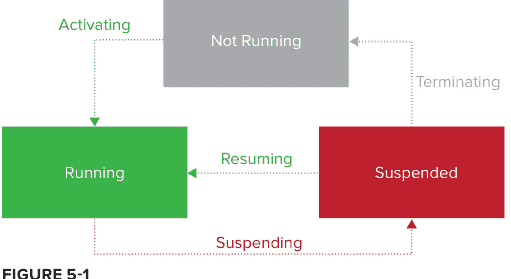 Activating
Not Running
Terminating
Running
Resuming
Suspended
Suspending
FIGURE 5-1